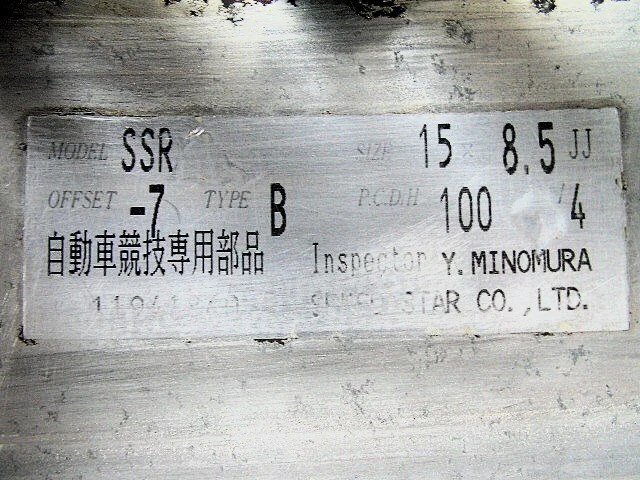 MODEL SSR SIZE 15 × 8.5 JJ
OFFSET -7 TYPE B P.C.D/H 100 / 4
自動車競技専用部品 Inspector Y. MINOMURA
STAR CO., LTD.